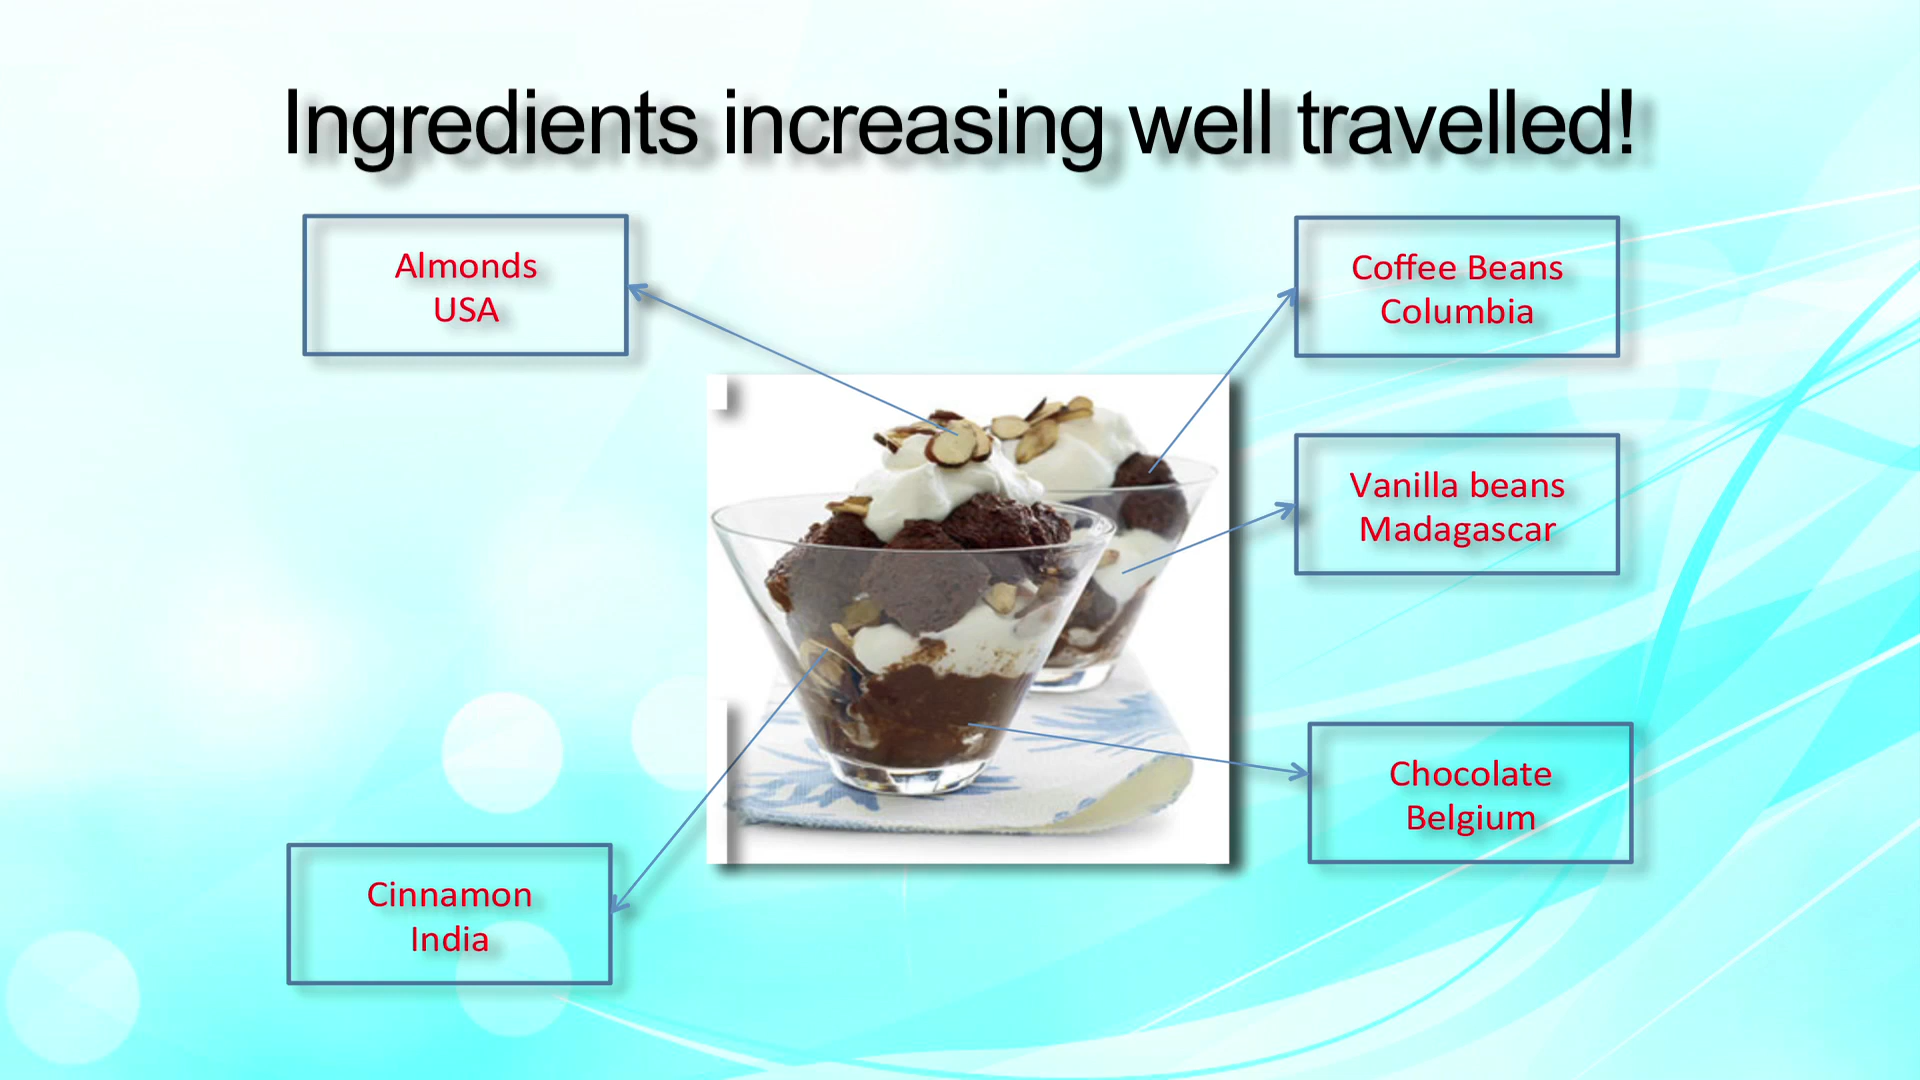 Ingredients increasing well travelled!
Almonds
USA
Coffee Beans
Columbia
Vanilla beans
Madagascar
Chocolate
Belgium
Cinnamon
India